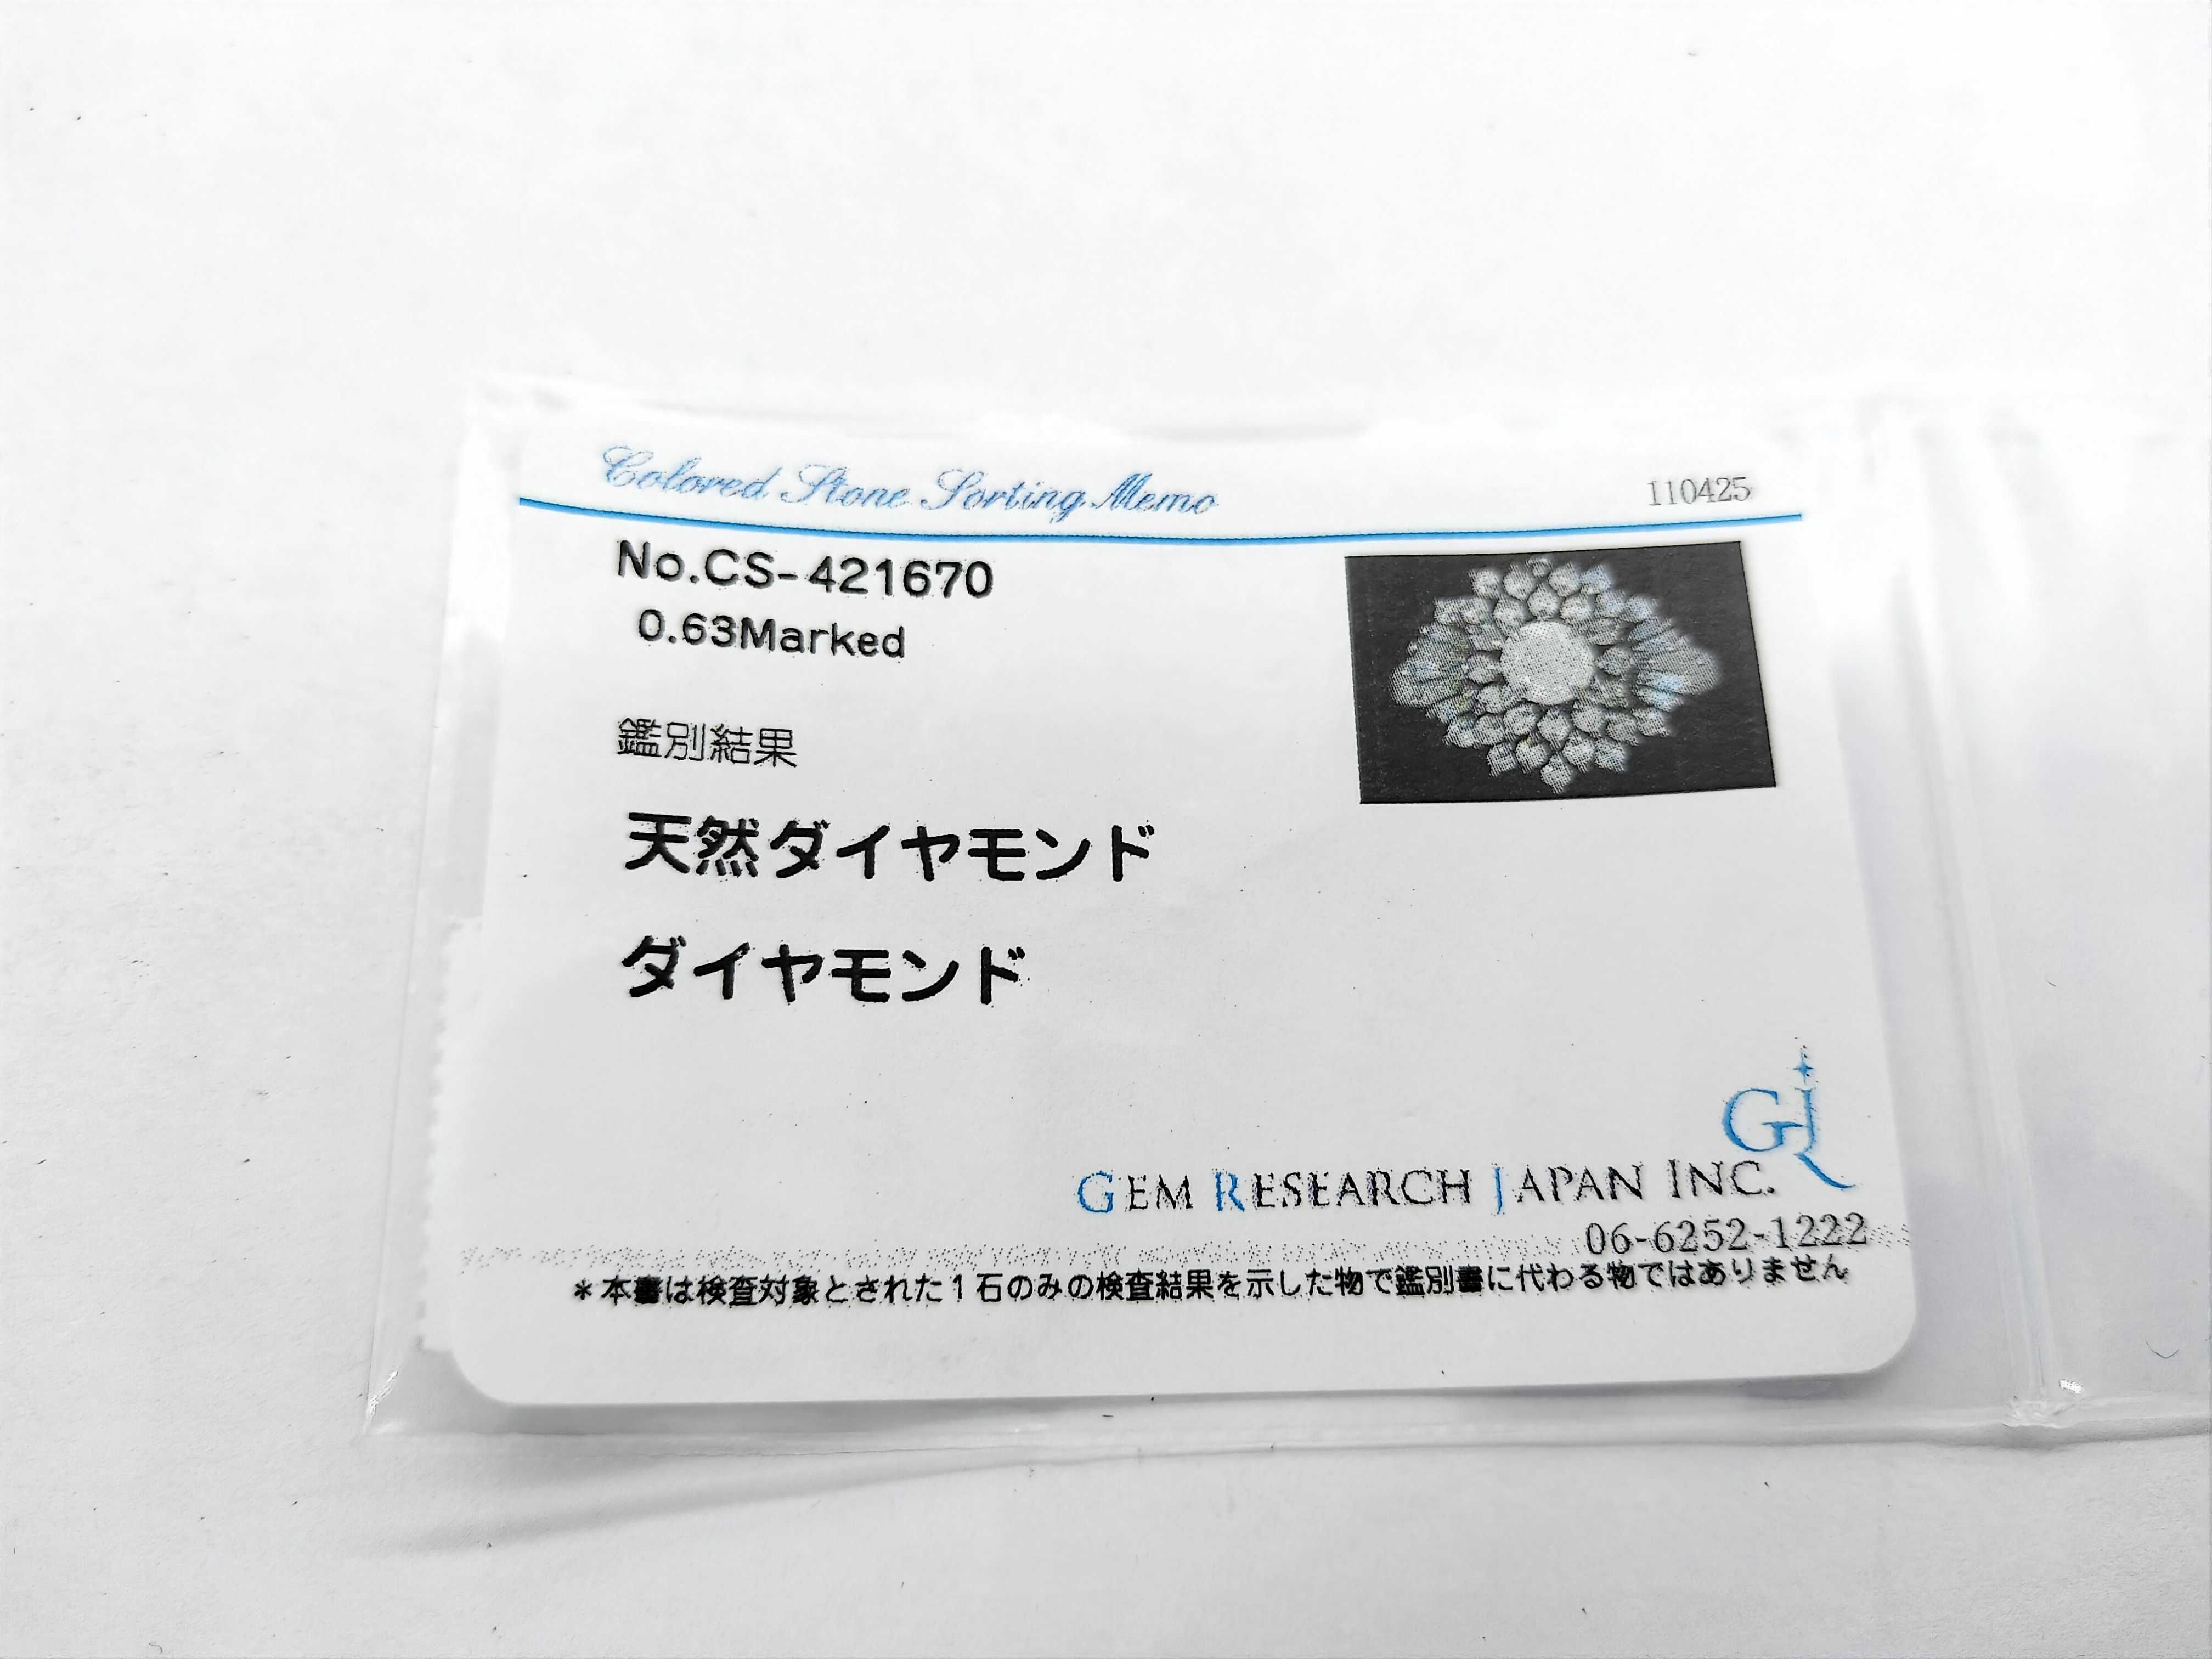 Colored Stone Sorting Memo
110425
No.CS-421670
0.63Marked
鑑別結果
天然ダイヤモンド
ダイヤモンド
GJR
GEM RESEARCH JAPAN INC.
06-6252-1222
*本書は検査対象とされた1石のみの検査結果を示した物で鑑別書に代わる物ではありません